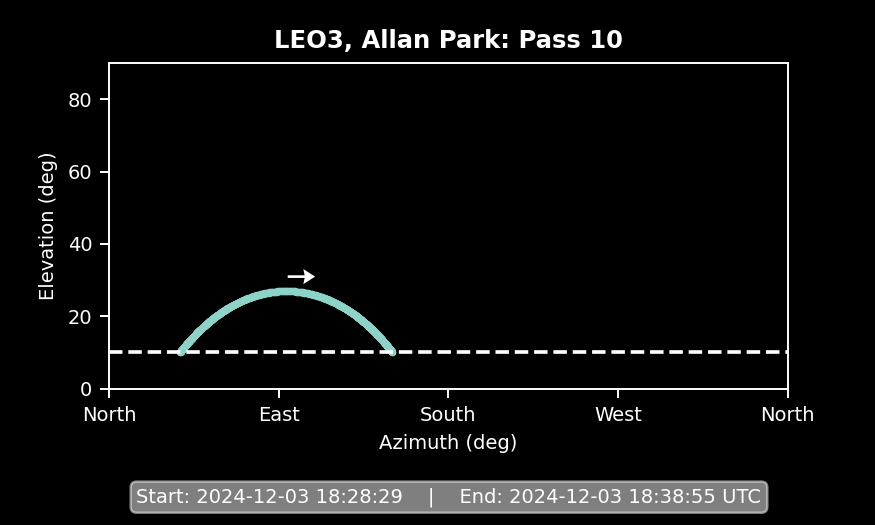 LEO3, Allan Park: Pass 10
80
60
40
20
0
Elevation (deg)
North East South West North
Azimuth (deg)
Start: 2024-12-03 18:28:29 | End: 2024-12-03 18:38:55 UTC